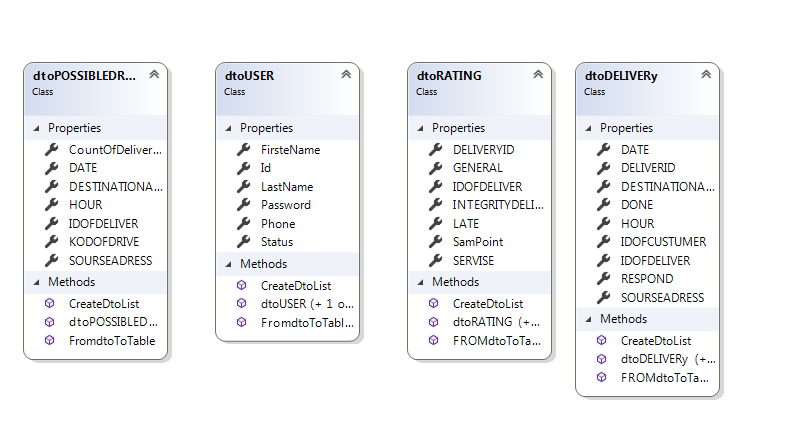 dtoPOSSIBLEDR...
Class
Properties
CountOfDeliver...
DATE
DESTINATIONA...
HOUR
IDOFDELIVER
KODOFDRIVE
SOURSEADRESS
Methods
CreateDtoList
dtoPOSSIBLED...
FromdtoToTable
dtoUSER
Class
Properties
FirsteName
Id
LastName
Password
Phone
Status
Methods
CreateDtoList
dtoUSER (+ 1 o...
FromdtoToTabl...
dtoRATING
Class
Properties
DELIVERYID
GENERAL
IDOFDELIVER
INTEGRITYDELI...
LATE
SamPoint
SERVISE
Methods
CreateDtoList
dtoRATING (+...
FROMdtoToTa...
dtoDELIVERy
Class
Properties
DATE
DELIVERID
DESTINATIONA...
DONE
HOUR
IDOFCUSTUMER
IDOFDELIVER
RESPOND
SOURSEADRESS
Methods
CreateDtoList
dtoDELIVERy (+...
FROMdtoToTa...